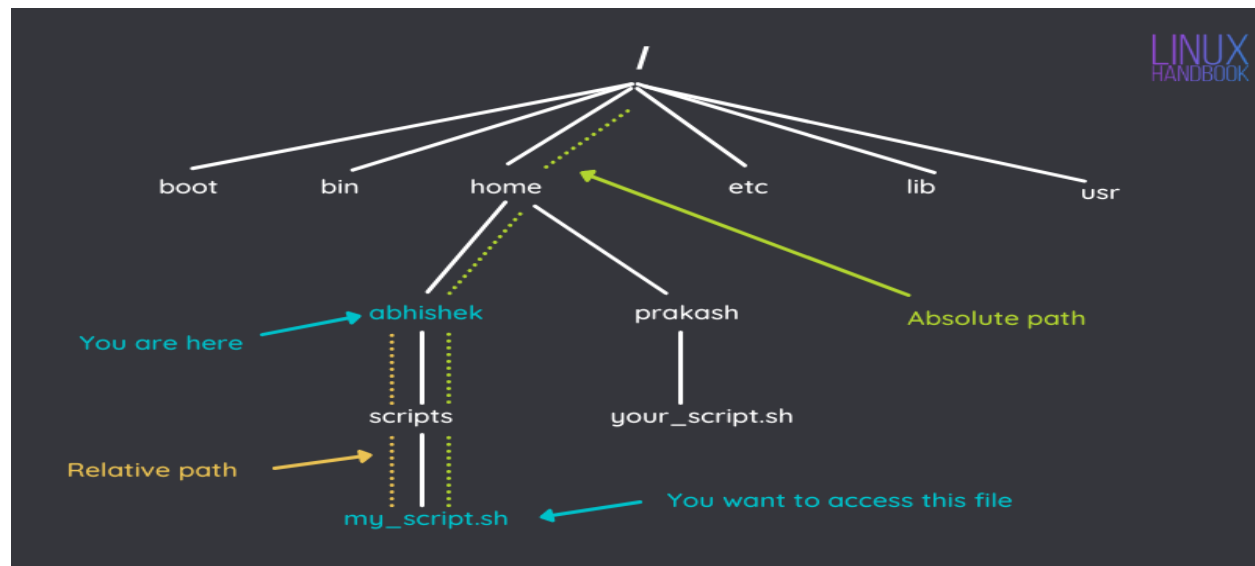 /
LINUX
HANDBOOK
boot bin home etc lib usr
abhishek prakash Absolute path
You are here
scripts your_script.sh
Relative path
You want to access this file
my_script.sh